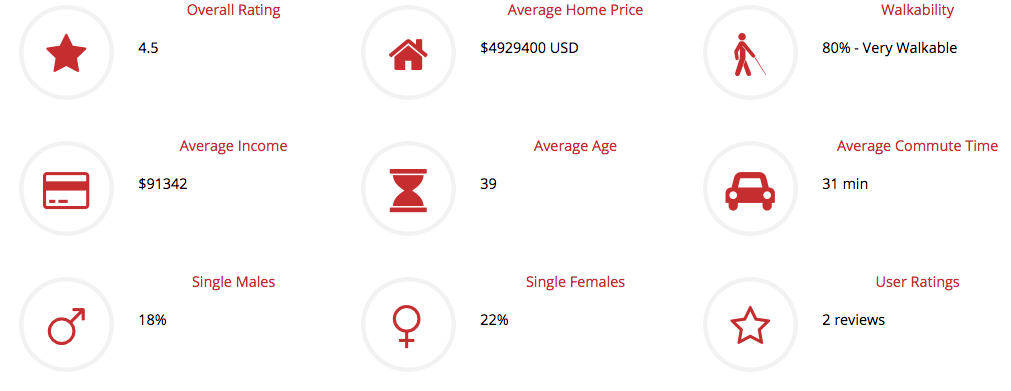 Overall Rating
4.5
Average Home Price
$4929400 USD
Walkability
80% - Very Walkable
Average Income
$91342
Average Age
39
Average Commute Time
31 min
Single Males
18%
Single Females
22%
User Ratings
2 reviews